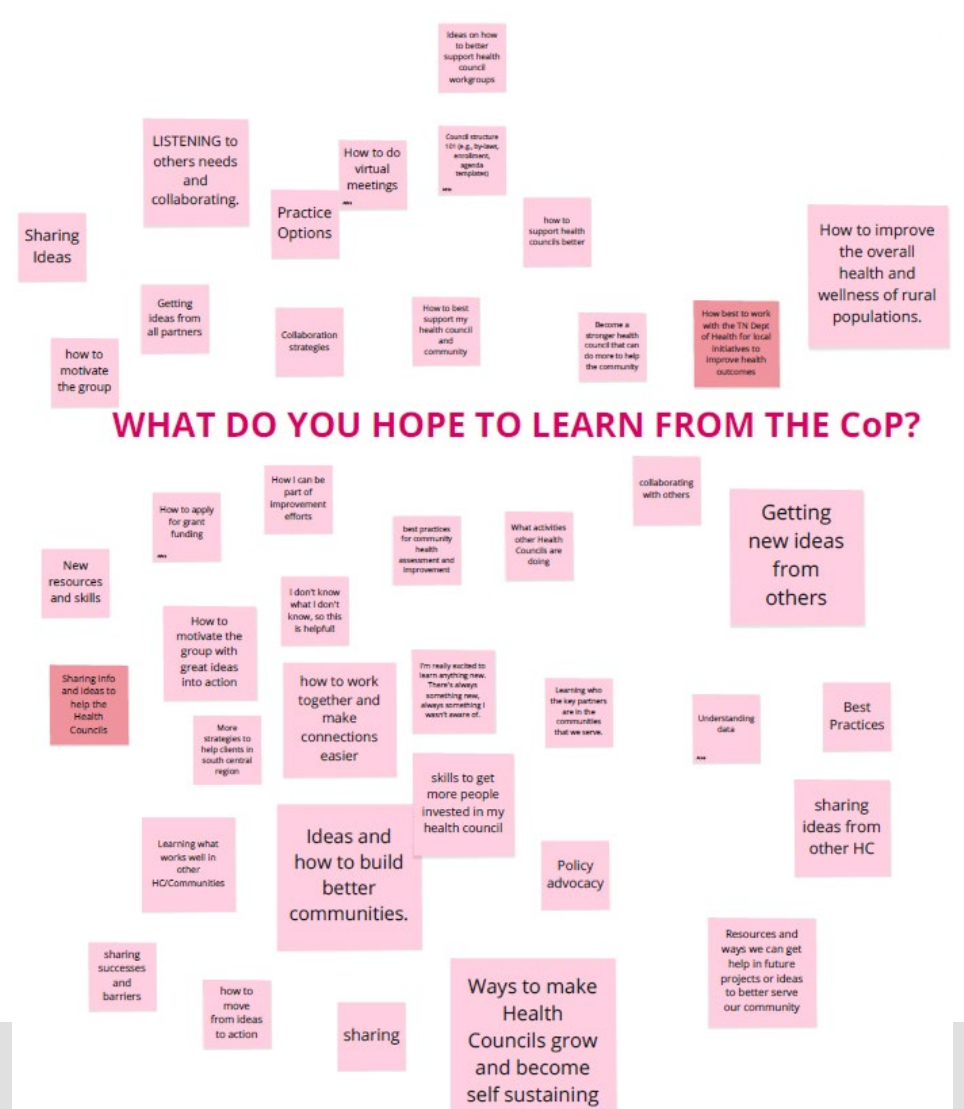 Ideas on how
to better
support health
council
workgroups
LISTENING to
others needs
and
collaborating.
How to do
virtual
meetings
Council structure
101 (e.g., by-laws,
enrollment,
agenda
templates)
Practice
Options
how to
support health
councils better
Sharing
Ideas
How to improve
the overall
health and
wellness of rural
populations.
Getting
ideas from
all partners
Collaboration
strategies
How to best
support my
health council
and
community
Become a
stronger health
council that can
do more to help
the community
How best to work
with the TN Dept
of Health for local
initiatives to
improve health
outcomes
how to
motivate
the group
WHAT DO YOU HOPE TO LEARN FROM THE CoP?
How I can be
part of
improvement
efforts
collaborating
with others
How to apply
for grant
funding
best practices
for community
health
assessment and
improvement
What activities
other Health
Councils are
doing
Getting
new ideas
from
others
New
resources
and skills
I don't know
what I don't
know, so this
is helpful!
How to
motivate the
group with
great ideas
into action
Sharing info
and ideas to
help the
Health
Councils
how to work
together and
make
connections
easier
I'm really excited to
learn anything new.
There's always
something new,
always something I
wasn't aware of.
Learning who
the key partners
are in the
communities
that we serve.
Understanding
data
Best
Practices
More
strategies to
help clients in
south central
region
skills to get
more people
invested in my
health council
sharing
ideas from
other HC
Learning what
works well in
other
HC/Communities
Ideas and
how to build
better
communities.
Policy
advocacy
Resources and
ways we can get
help in future
projects or ideas
to better serve
our community
sharing
successes
and
barriers
how to
move
from ideas
to action
sharing
Ways to make
Health
Councils grow
and become
self sustaining